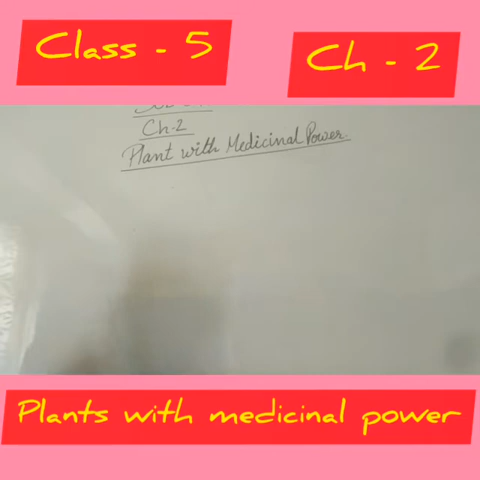 Class - 5
Ch - 2
Ch-2
Plant with Medicinal Power.
Plants with medicinal power